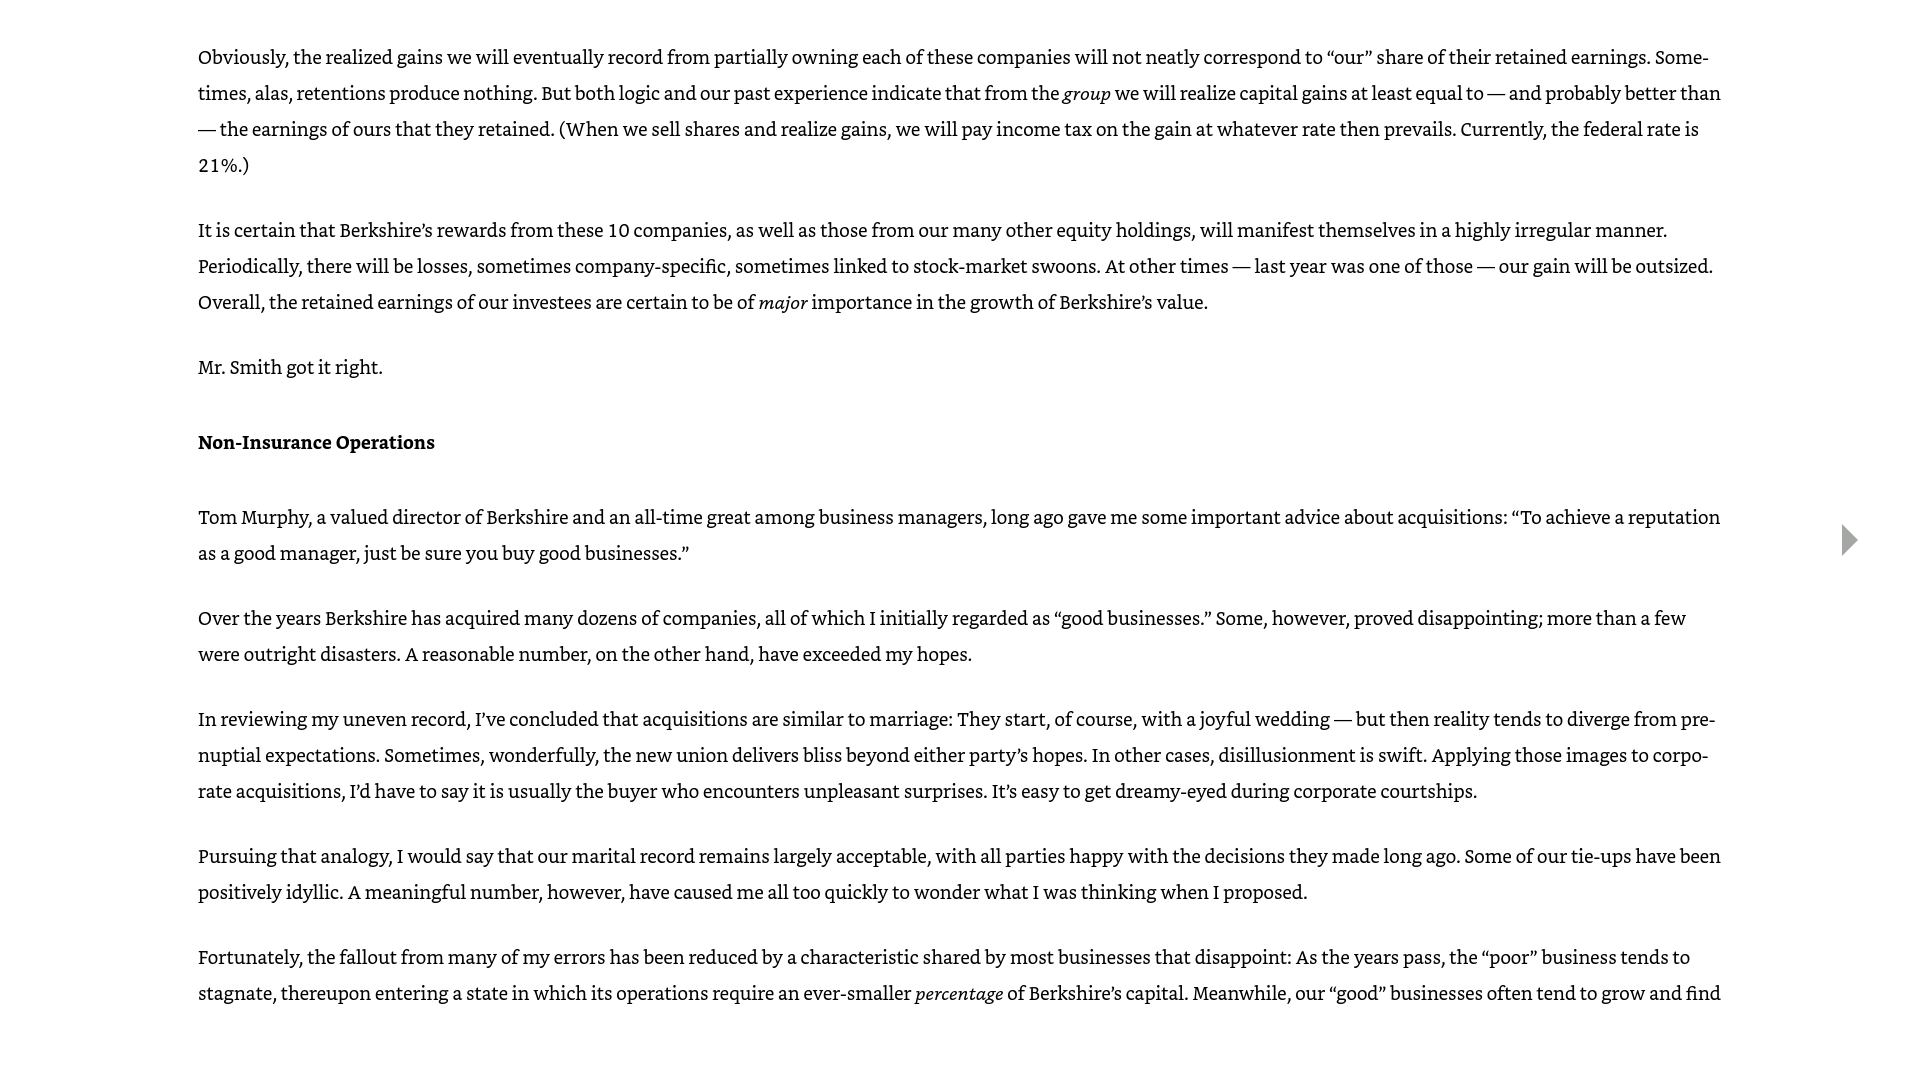 Obviously, the realized gains we will eventually record from partially owning each of these companies will not neatly correspond to “our” share of their retained earnings. Some-
times, alas, retentions produce nothing. But both logic and our past experience indicate that from the group we will realize capital gains at least equal to — and probably better than
— the earnings of ours that they retained. (When we sell shares and realize gains, we will pay income tax on the gain at whatever rate then prevails. Currently, the federal rate is
21%.)
It is certain that Berkshire’s rewards from these 10 companies, as well as those from our many other equity holdings, will manifest themselves in a highly irregular manner.
Periodically, there will be losses, sometimes company-specific, sometimes linked to stock-market swoons. At other times — last year was one of those — our gain will be outsized.
Overall, the retained earnings of our investees are certain to be of major importance in the growth of Berkshire’s value.
Mr. Smith got it right.
Non-Insurance Operations
Tom Murphy, a valued director of Berkshire and an all-time great among business managers, long ago gave me some important advice about acquisitions: “To achieve a reputation
as a good manager, just be sure you buy good businesses.”
Over the years Berkshire has acquired many dozens of companies, all of which I initially regarded as “good businesses.” Some, however, proved disappointing; more than a few
were outright disasters. A reasonable number, on the other hand, have exceeded my hopes.
In reviewing my uneven record, I’ve concluded that acquisitions are similar to marriage: They start, of course, with a joyful wedding — but then reality tends to diverge from pre-
nuptial expectations. Sometimes, wonderfully, the new union delivers bliss beyond either party’s hopes. In other cases, disillusionment is swift. Applying those images to corpo-
rate acquisitions, I’d have to say it is usually the buyer who encounters unpleasant surprises. It’s easy to get dreamy-eyed during corporate courtships.
Pursuing that analogy, I would say that our marital record remains largely acceptable, with all parties happy with the decisions they made long ago. Some of our tie-ups have been
positively idyllic. A meaningful number, however, have caused me all too quickly to wonder what I was thinking when I proposed.
Fortunately, the fallout from many of my errors has been reduced by a characteristic shared by most businesses that disappoint: As the years pass, the “poor” business tends to
stagnate, thereupon entering a state in which its operations require an ever-smaller percentage of Berkshire’s capital. Meanwhile, our “good” businesses often tend to grow and find